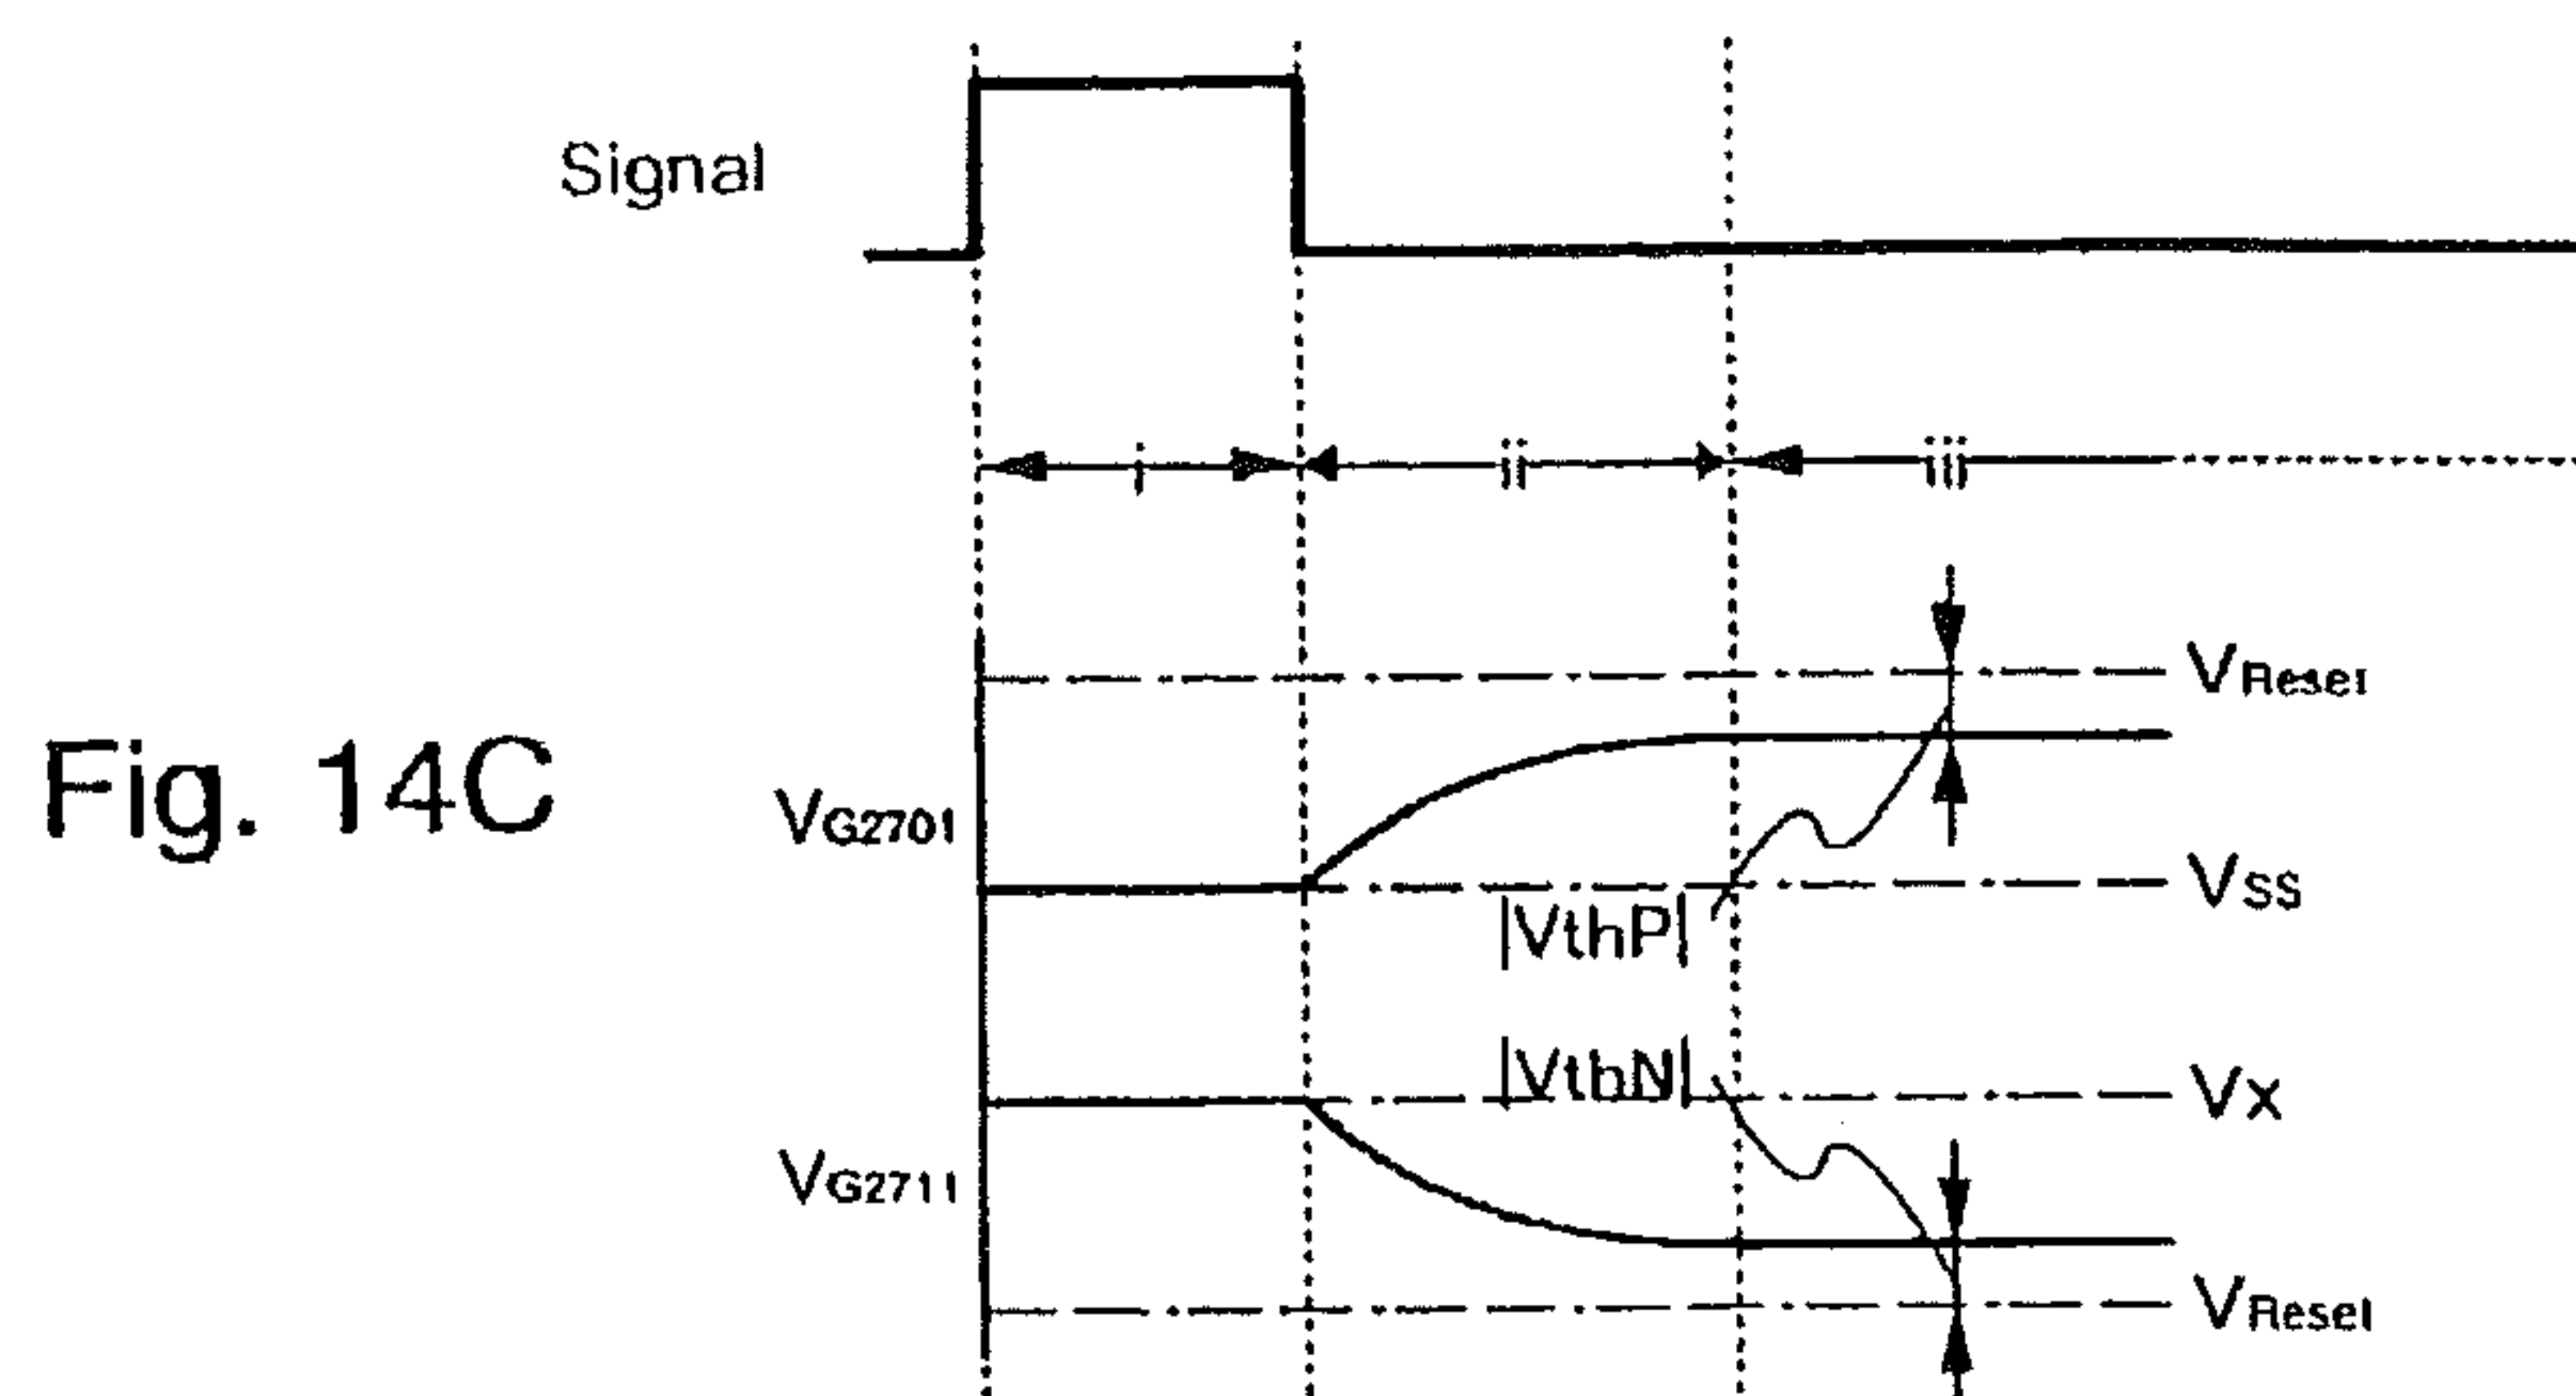 Signal
i
ii
iii
VReset
Fig. 14C
VG2701
VSS
|VthP|
|VthN|
VX
VG2711
VReset